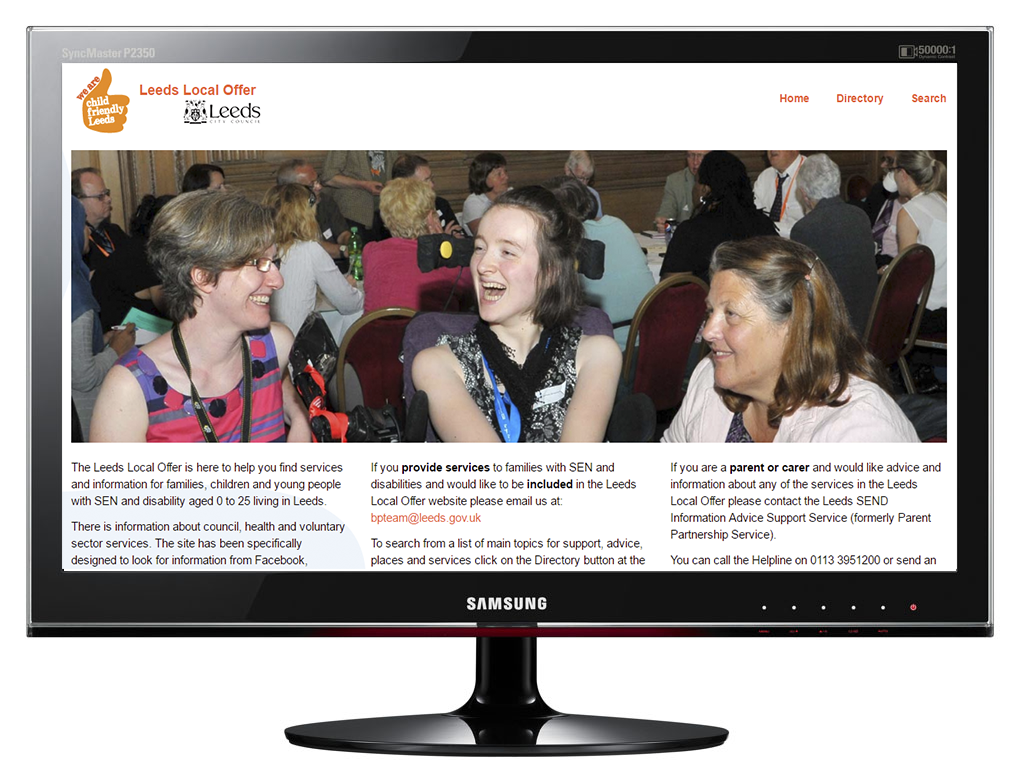 SyncMaster P2350
50000:1
Dynamic Contrast
we are
child
friendly
Leeds
Leeds Local Offer
Leeds
CITY COUNCIL
Home Directory Search
The Leeds Local Offer is here to help you find services
and information for families, children and young people
with SEN and disability aged 0 to 25 living in Leeds.
There is information about council, health and voluntary
sector services. The site has been specifically
designed to look for information from Facebook,
If you provide services to families with SEN and
disabilities and would like to be included in the Leeds
Local Offer website please email us at:
bpteam@leeds.gov.uk
To search from a list of main topics for support, advice,
places and services click on the Directory button at the
If you are a parent or carer and would like advice and
information about any of the services in the Leeds
Local Offer please contact the Leeds SEND
Information Advice Support Service (formerly Parent
Partnership Service).
You can call the Helpline on 0113 3951200 or send an
SAMSUNG